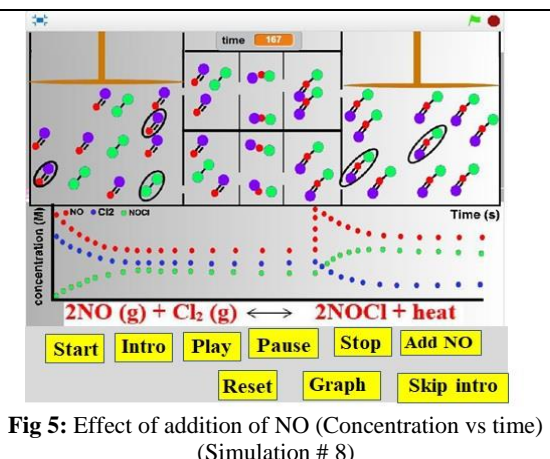 time 167
concentration (M)
NO Cl2 NOCl
Time (s)
2NO (g) + Cl₂ (g) ⟷ 2NOCl + heat
Start Intro Play Pause Stop Add NO
Reset Graph Skip intro
Fig 5: Effect of addition of NO (Concentration vs time)
(Simulation # 8)